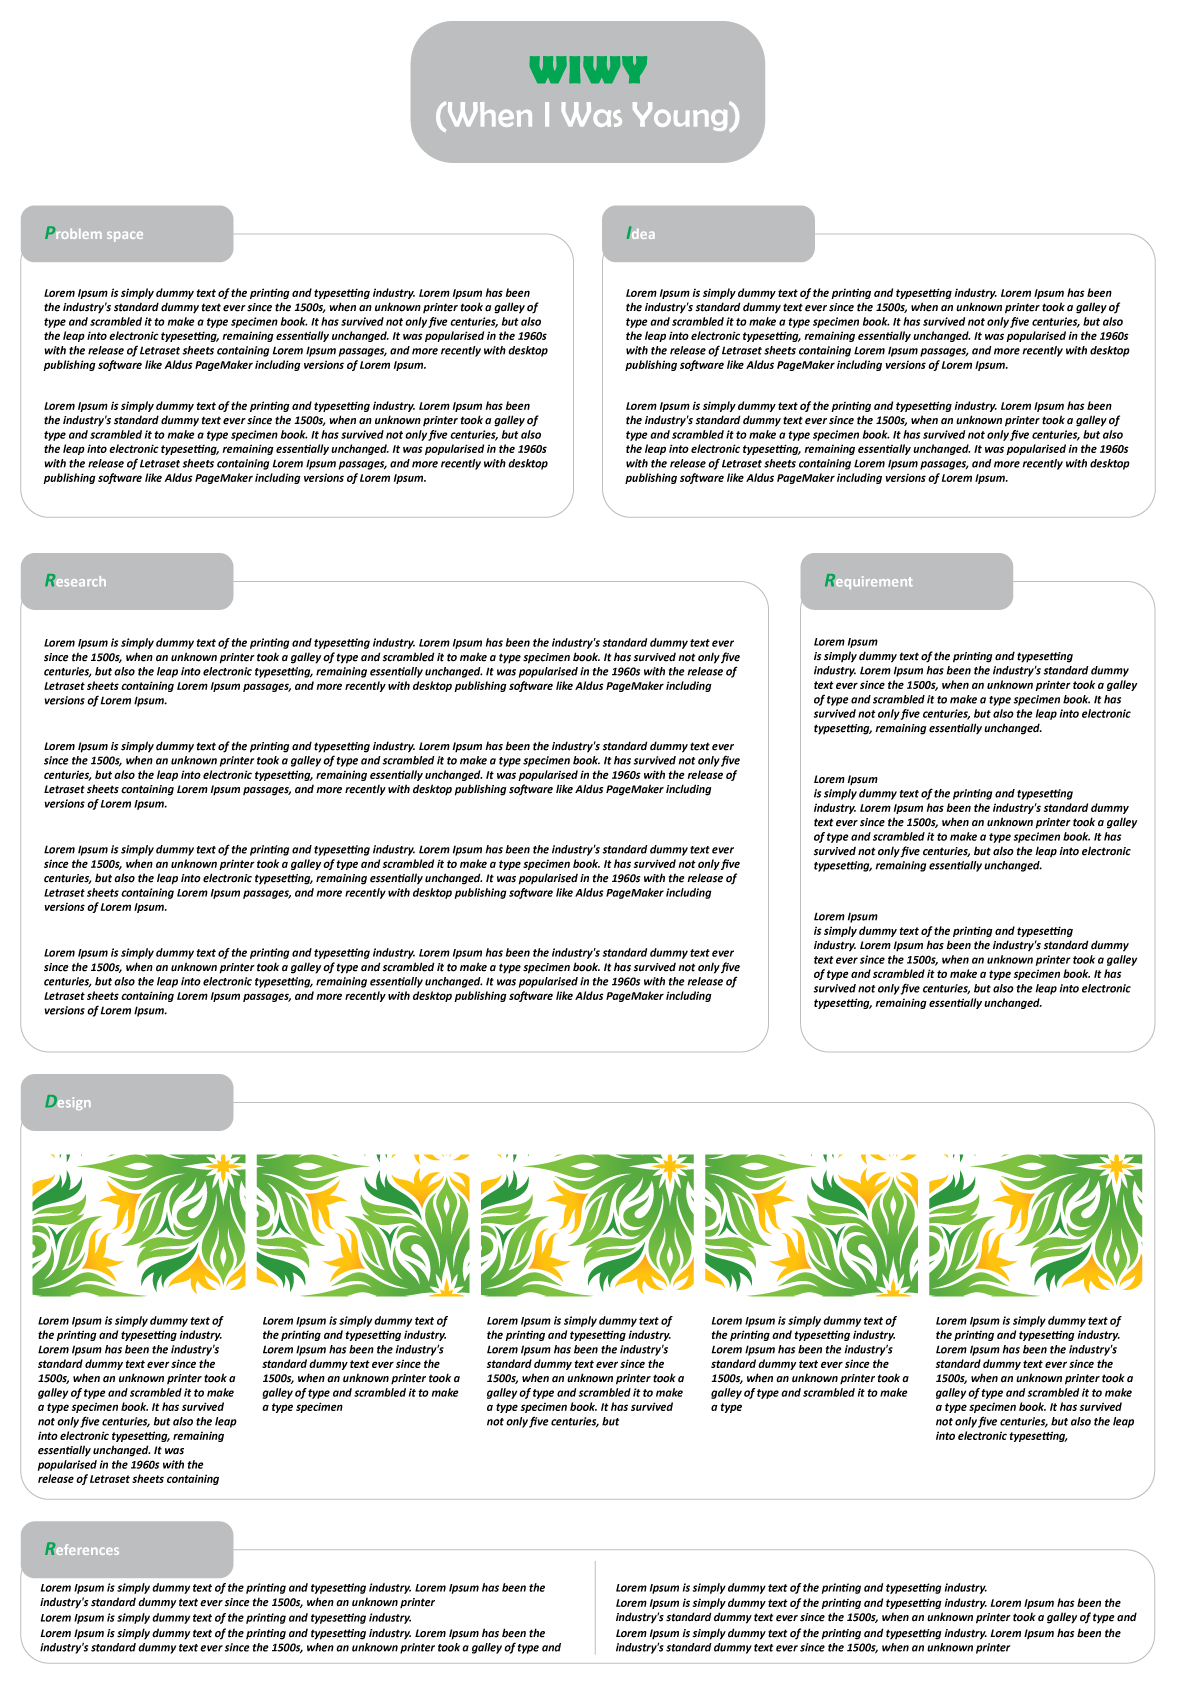 WIWY
(When I Was Young)
Problem space
Lorem Ipsum is simply dummy text of the printing and typesetting industry. Lorem Ipsum has been
the industry's standard dummy text ever since the 1500s, when an unknown printer took a galley of
type and scrambled it to make a type specimen book. It has survived not only five centuries, but also
the leap into electronic typesetting, remaining essentially unchanged. It was popularised in the 1960s
with the release of Letraset sheets containing Lorem Ipsum passages, and more recently with desktop
publishing software like Aldus PageMaker including versions of Lorem Ipsum.
Lorem Ipsum is simply dummy text of the printing and typesetting industry. Lorem Ipsum has been
the industry's standard dummy text ever since the 1500s, when an unknown printer took a galley of
type and scrambled it to make a type specimen book. It has survived not only five centuries, but also
the leap into electronic typesetting, remaining essentially unchanged. It was popularised in the 1960s
with the release of Letraset sheets containing Lorem Ipsum passages, and more recently with desktop
publishing software like Aldus PageMaker including versions of Lorem Ipsum.
Idea
Lorem Ipsum is simply dummy text of the printing and typesetting industry. Lorem Ipsum has been
the industry's standard dummy text ever since the 1500s, when an unknown printer took a galley of
type and scrambled it to make a type specimen book. It has survived not only five centuries, but also
the leap into electronic typesetting, remaining essentially unchanged. It was popularised in the 1960s
with the release of Letraset sheets containing Lorem Ipsum passages, and more recently with desktop
publishing software like Aldus PageMaker including versions of Lorem Ipsum.
Lorem Ipsum is simply dummy text of the printing and typesetting industry. Lorem Ipsum has been
the industry's standard dummy text ever since the 1500s, when an unknown printer took a galley of
type and scrambled it to make a type specimen book. It has survived not only five centuries, but also
the leap into electronic typesetting, remaining essentially unchanged. It was popularised in the 1960s
with the release of Letraset sheets containing Lorem Ipsum passages, and more recently with desktop
publishing software like Aldus PageMaker including versions of Lorem Ipsum.
Research
Lorem Ipsum is simply dummy text of the printing and typesetting industry. Lorem Ipsum has been the industry's standard dummy text ever
since the 1500s, when an unknown printer took a galley of type and scrambled it to make a type specimen book. It has survived not only five
centuries, but also the leap into electronic typesetting, remaining essentially unchanged. It was popularised in the 1960s with the release of
Letraset sheets containing Lorem Ipsum passages, and more recently with desktop publishing software like Aldus PageMaker including
versions of Lorem Ipsum.
Lorem Ipsum is simply dummy text of the printing and typesetting industry. Lorem Ipsum has been the industry's standard dummy text ever
since the 1500s, when an unknown printer took a galley of type and scrambled it to make a type specimen book. It has survived not only five
centuries, but also the leap into electronic typesetting, remaining essentially unchanged. It was popularised in the 1960s with the release of
Letraset sheets containing Lorem Ipsum passages, and more recently with desktop publishing software like Aldus PageMaker including
versions of Lorem Ipsum.
Lorem Ipsum is simply dummy text of the printing and typesetting industry. Lorem Ipsum has been the industry's standard dummy text ever
since the 1500s, when an unknown printer took a galley of type and scrambled it to make a type specimen book. It has survived not only five
centuries, but also the leap into electronic typesetting, remaining essentially unchanged. It was popularised in the 1960s with the release of
Letraset sheets containing Lorem Ipsum passages, and more recently with desktop publishing software like Aldus PageMaker including
versions of Lorem Ipsum.
Lorem Ipsum is simply dummy text of the printing and typesetting industry. Lorem Ipsum has been the industry's standard dummy text ever
since the 1500s, when an unknown printer took a galley of type and scrambled it to make a type specimen book. It has survived not only five
centuries, but also the leap into electronic typesetting, remaining essentially unchanged. It was popularised in the 1960s with the release of
Letraset sheets containing Lorem Ipsum passages, and more recently with desktop publishing software like Aldus PageMaker including
versions of Lorem Ipsum.
Requirement
Lorem Ipsum
is simply dummy text of the printing and typesetting
industry. Lorem Ipsum has been the industry's standard dummy
text ever since the 1500s, when an unknown printer took a galley
of type and scrambled it to make a type specimen book. It has
survived not only five centuries, but also the leap into electronic
typesetting, remaining essentially unchanged.
Lorem Ipsum
is simply dummy text of the printing and typesetting
industry. Lorem Ipsum has been the industry's standard dummy
text ever since the 1500s, when an unknown printer took a galley
of type and scrambled it to make a type specimen book. It has
survived not only five centuries, but also the leap into electronic
typesetting, remaining essentially unchanged.
Lorem Ipsum
is simply dummy text of the printing and typesetting
industry. Lorem Ipsum has been the industry's standard dummy
text ever since the 1500s, when an unknown printer took a galley
of type and scrambled it to make a type specimen book. It has
survived not only five centuries, but also the leap into electronic
typesetting, remaining essentially unchanged.
Design
Lorem Ipsum is simply dummy text of
the printing and typesetting industry.
Lorem Ipsum has been the industry's
standard dummy text ever since the
1500s, when an unknown printer took a
galley of type and scrambled it to make
a type specimen book. It has survived
not only five centuries, but also the leap
into electronic typesetting, remaining
essentially unchanged. It was
popularised in the 1960s with the
release of Letraset sheets containing
Lorem Ipsum is simply dummy text of
the printing and typesetting industry.
Lorem Ipsum has been the industry's
standard dummy text ever since the
1500s, when an unknown printer took a
galley of type and scrambled it to make
a type specimen
Lorem Ipsum is simply dummy text of
the printing and typesetting industry.
Lorem Ipsum has been the industry's
standard dummy text ever since the
1500s, when an unknown printer took a
galley of type and scrambled it to make
a type specimen book. It has survived
not only five centuries, but
Lorem Ipsum is simply dummy text of
the printing and typesetting industry.
Lorem Ipsum has been the industry's
standard dummy text ever since the
1500s, when an unknown printer took a
galley of type and scrambled it to make
a type
Lorem Ipsum is simply dummy text of
the printing and typesetting industry.
Lorem Ipsum has been the industry's
standard dummy text ever since the
1500s, when an unknown printer took a
galley of type and scrambled it to make
a type specimen book. It has survived
not only five centuries, but also the leap
into electronic typesetting,
References
Lorem Ipsum is simply dummy text of the printing and typesetting industry. Lorem Ipsum has been the
industry's standard dummy text ever since the 1500s, when an unknown printer
Lorem Ipsum is simply dummy text of the printing and typesetting industry.
Lorem Ipsum is simply dummy text of the printing and typesetting industry. Lorem Ipsum has been the
industry's standard dummy text ever since the 1500s, when an unknown printer took a galley of type and
Lorem Ipsum is simply dummy text of the printing and typesetting industry.
Lorem Ipsum is simply dummy text of the printing and typesetting industry. Lorem Ipsum has been the
industry's standard dummy text ever since the 1500s, when an unknown printer took a galley of type and
Lorem Ipsum is simply dummy text of the printing and typesetting industry. Lorem Ipsum has been the
industry's standard dummy text ever since the 1500s, when an unknown printer